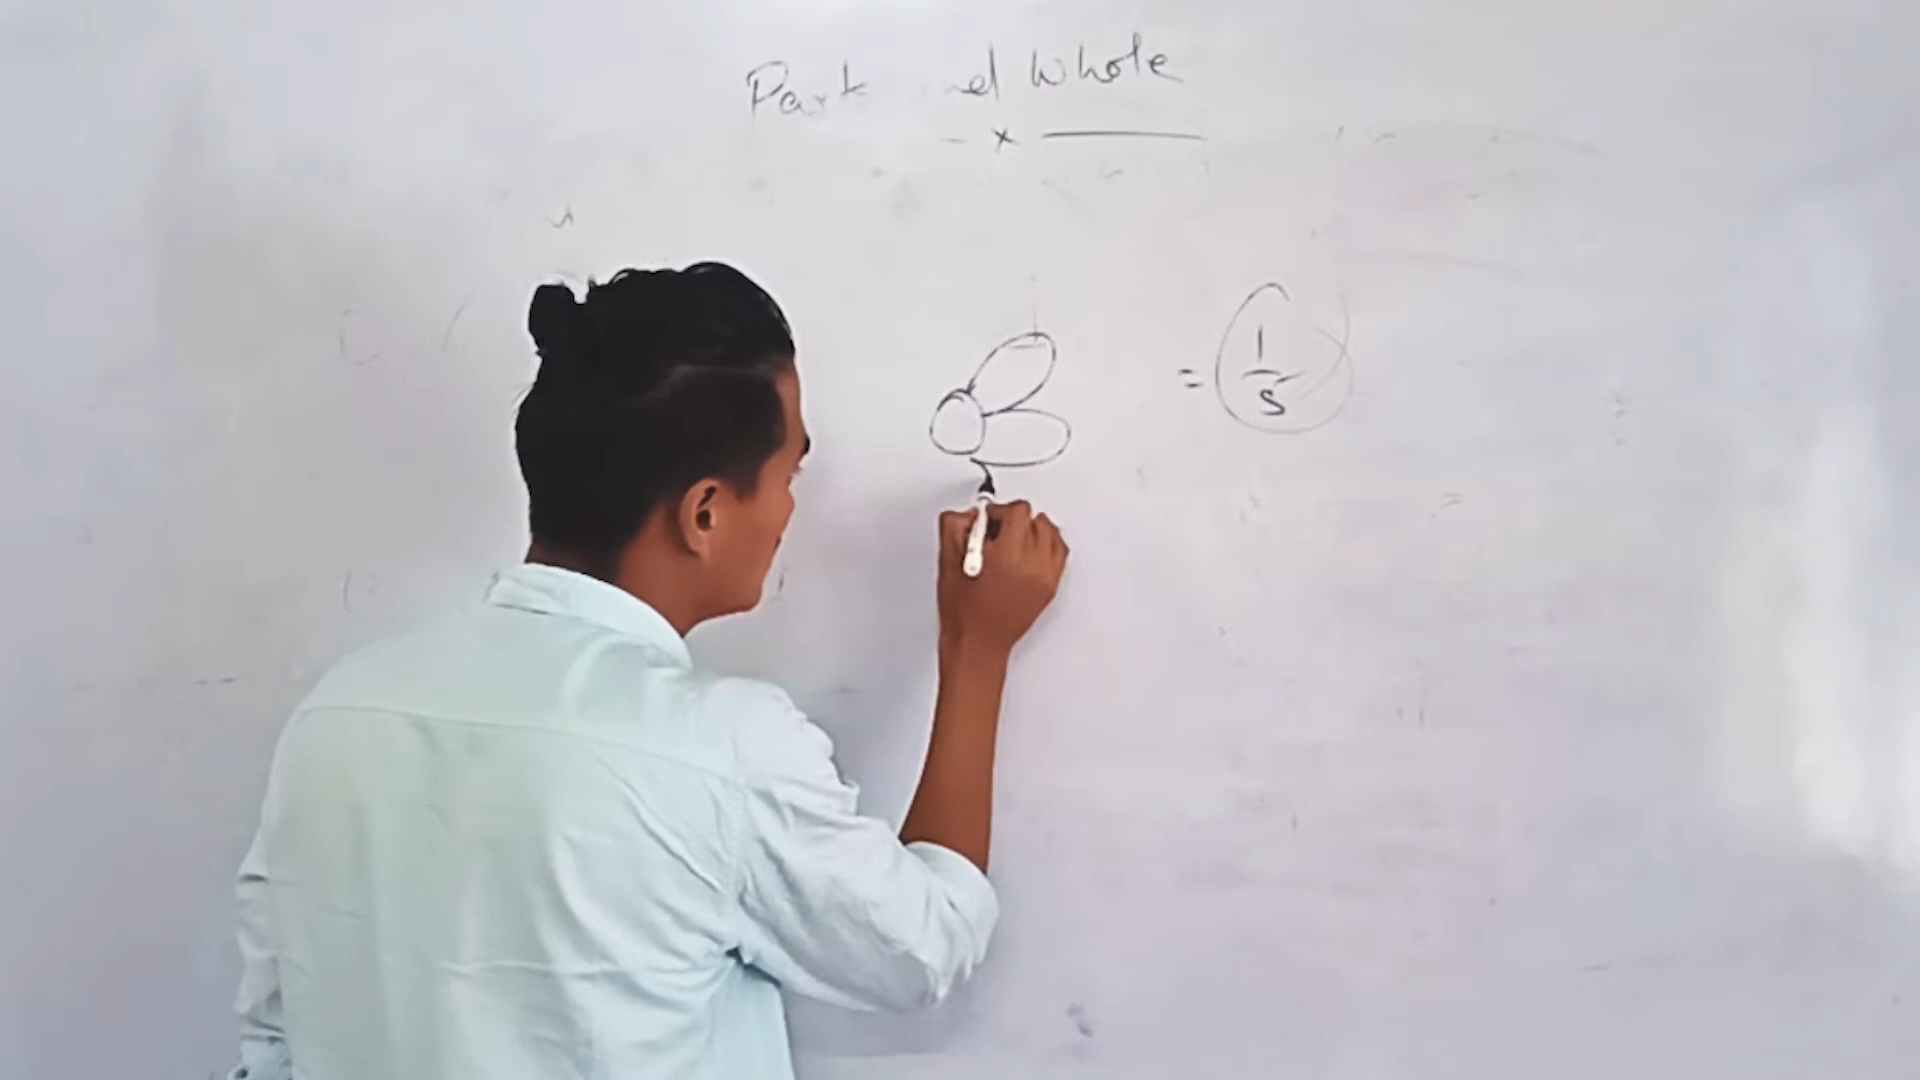 Part and Whole
×
= 1/5